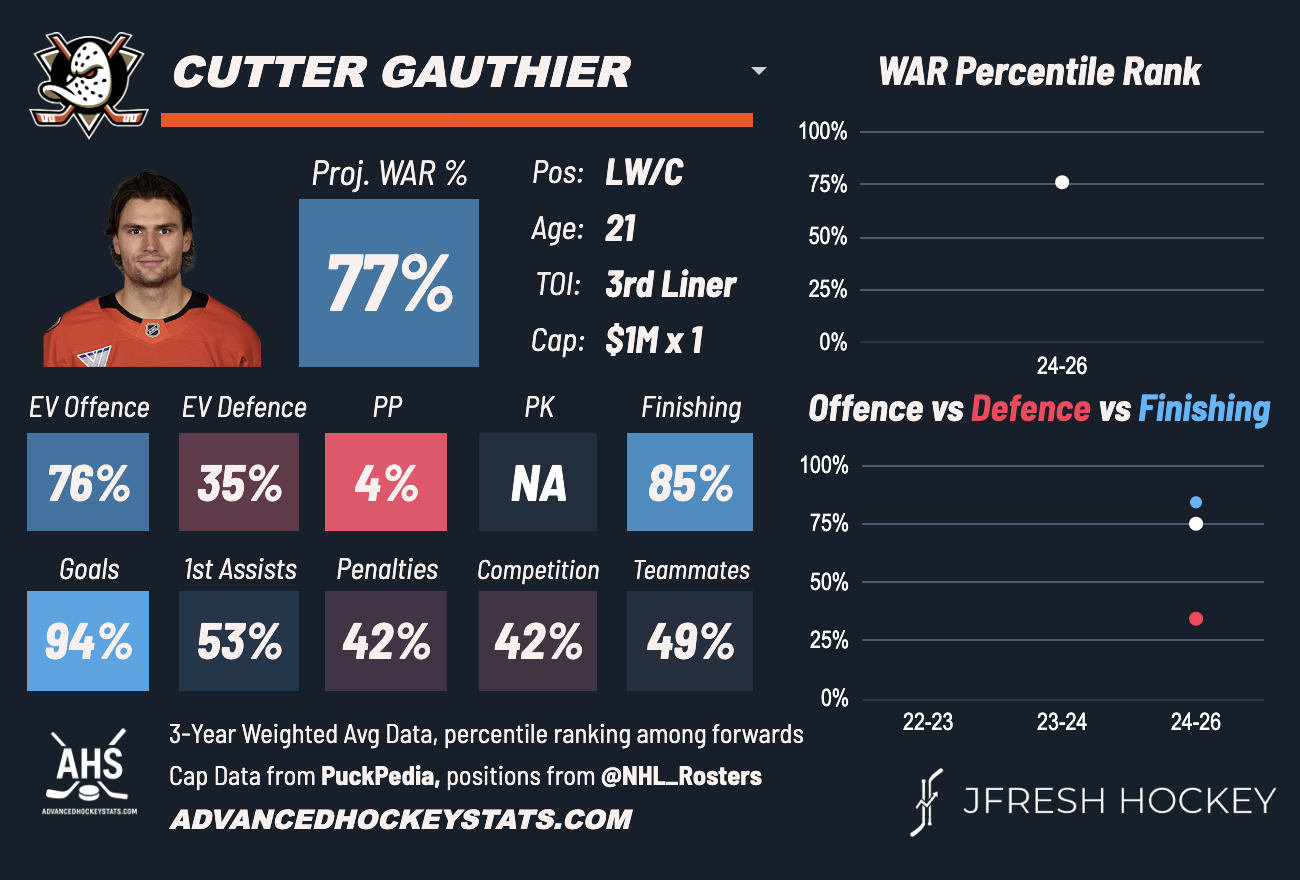 CUTTER GAUTHIER
Proj. WAR %
77%
Pos: LW/C
Age: 21
TOI: 3rd Liner
Cap: $1M x 1
EV Offence EV Defence PP PK Finishing
76% 35% 4% NA 85%
Goals 1st Assists Penalties Competition Teammates
94% 53% 42% 42% 49%
AHS
ADVANCEDHOCKEYSTATS.COM
3-Year Weighted Avg Data, percentile ranking among forwards
Cap Data from PuckPedia, positions from @NHL_Rosters
ADVANCEDHOCKEYSTATS.COM
WAR Percentile Rank
100%
75%
50%
25%
0%
24-26
Offence vs Defence vs Finishing
100%
75%
50%
25%
0%
22-23 23-24 24-26
JFRESH HOCKEY